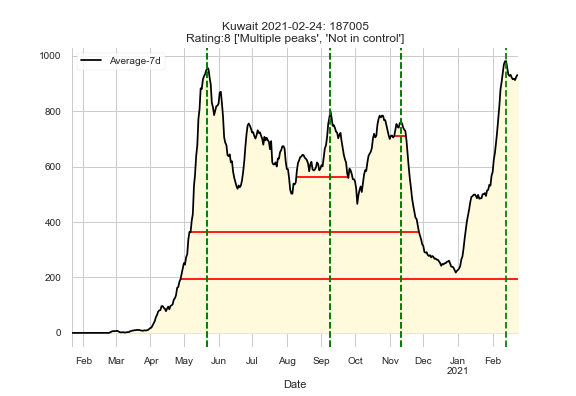 Kuwait 2021-02-24: 187005
Rating:8 ['Multiple peaks', 'Not in control']
Average-7d
1000
800
600
400
200
0
Feb Mar Apr May Jun Jul Aug Sep Oct Nov Dec Jan Feb
2021
Date